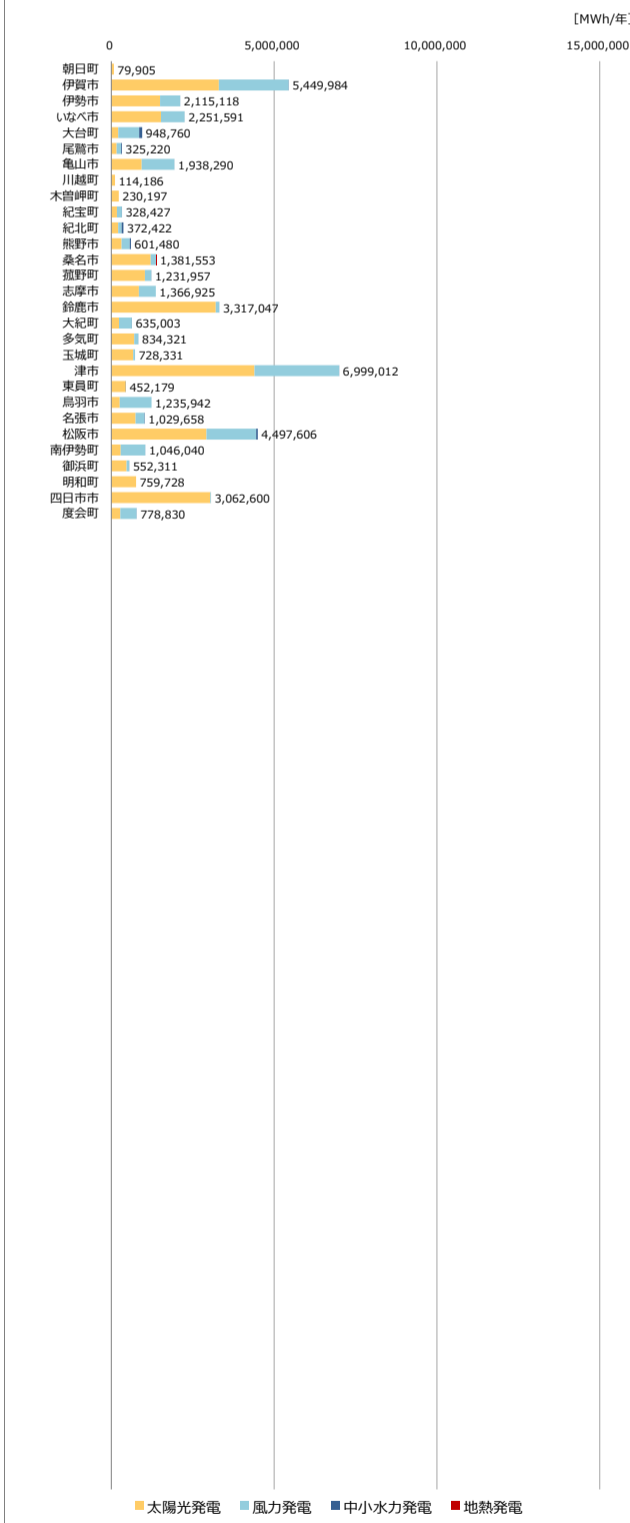 [MWh/年]
0 5,000,000 10,000,000 15,000,000
朝日町 79,905
伊賀市 5,449,984
伊勢市 2,115,118
いなべ市 2,251,591
大台町 948,760
尾鷲市 325,220
亀山市 1,938,290
川越町 114,186
木曽岬町 230,197
紀宝町 328,427
紀北町 372,422
熊野市 601,480
桑名市 1,381,553
菰野町 1,231,957
志摩市 1,366,925
鈴鹿市 3,317,047
大紀町 635,003
多気町 834,321
玉城町 728,331
津市 6,999,012
東員町 452,179
鳥羽市 1,235,942
名張市 1,029,658
松阪市 4,497,606
南伊勢町 1,046,040
御浜町 552,311
明和町 759,728
四日市市 3,062,600
度会町 778,830
太陽光発電 風力発電 中小水力発電 地熱発電